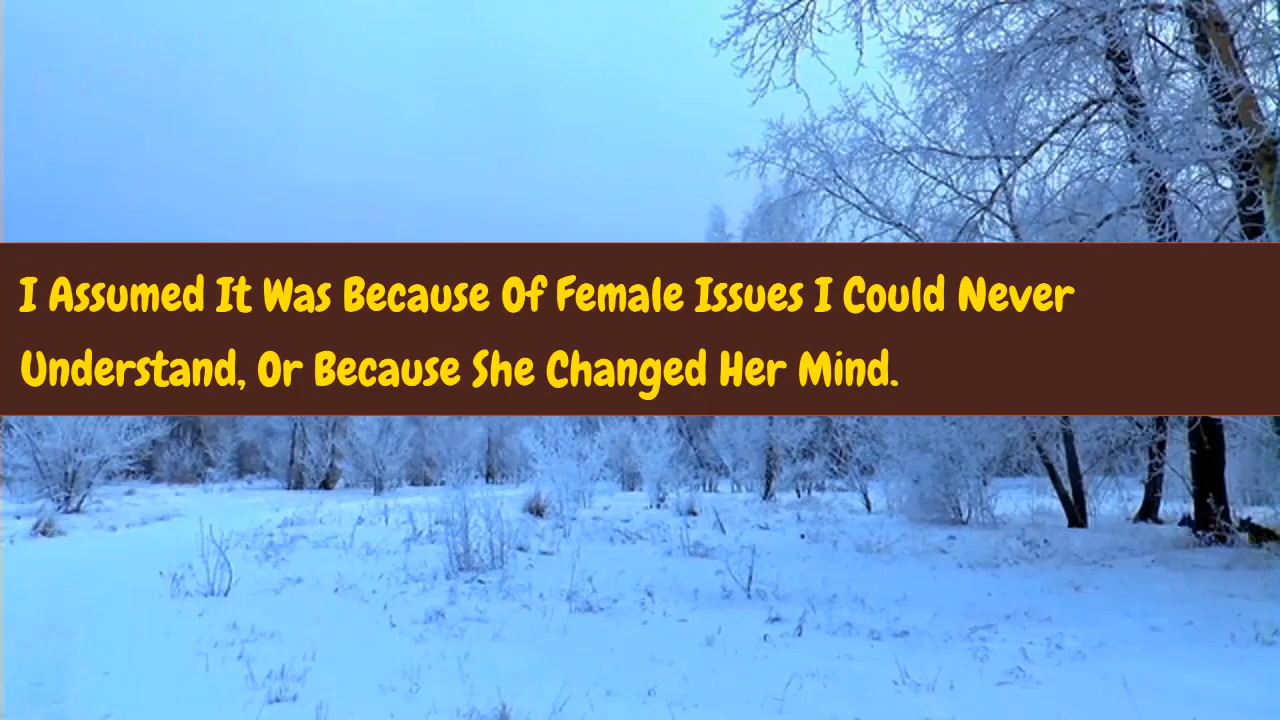 I Assumed It Was Because Of Female Issues I Could Never
Understand, Or Because She Changed Her Mind.